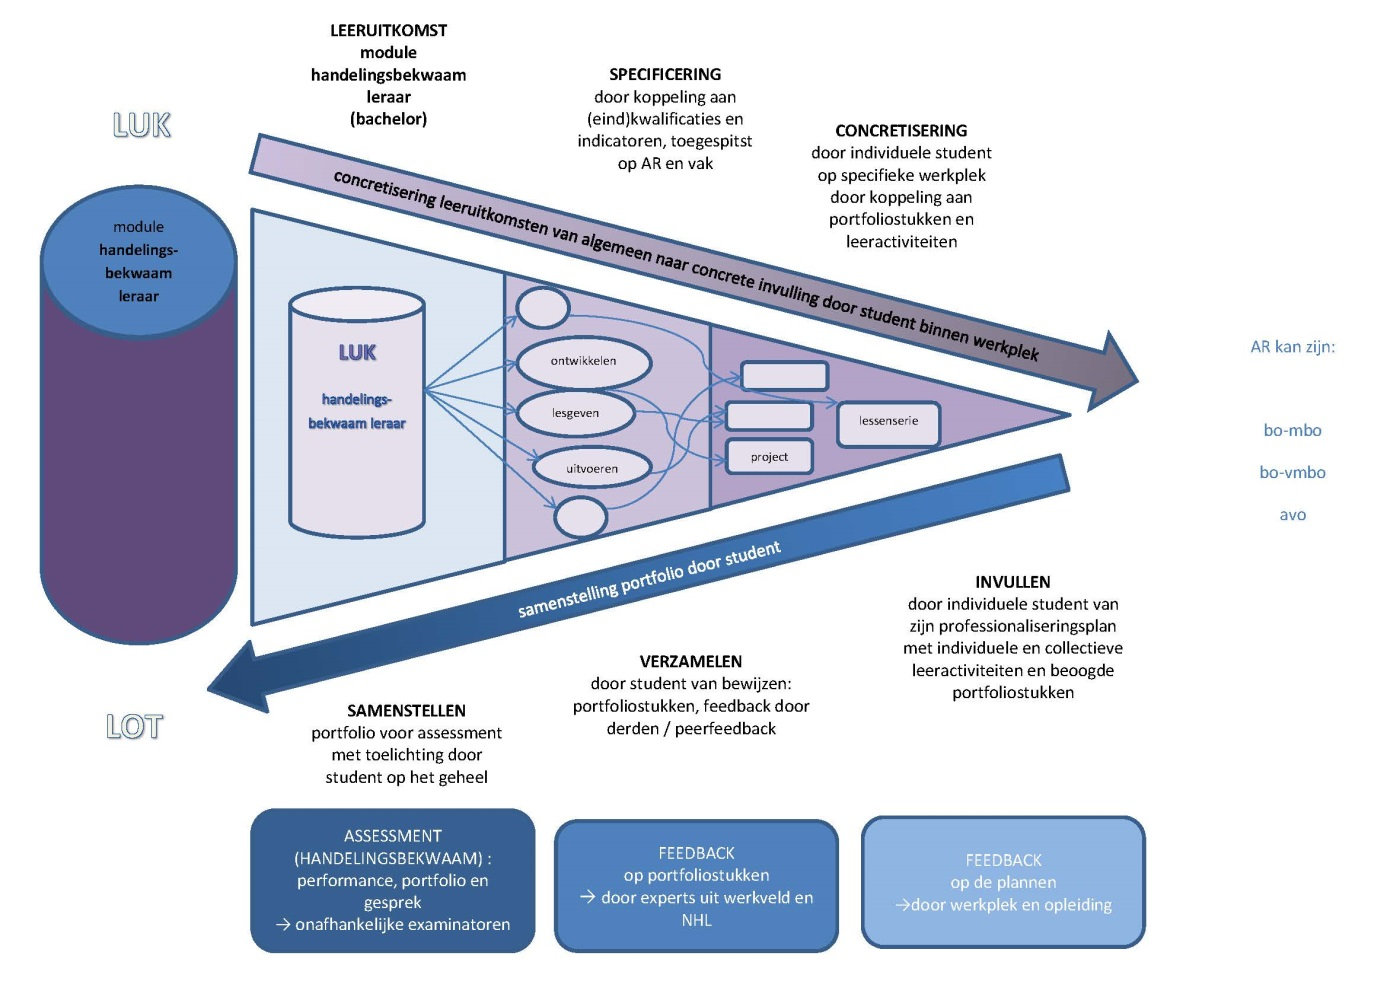 LEERUITKOMST
module
handelingsbekwaam
leraar
(bachelor)
SPECIFICERING
door koppeling aan
(eind)kwalificaties en
indicatoren, toegespitst
op AR en vak
CONCRETISERING
door individuele student
op specifieke werkplek
door koppeling aan
portfoliostukken en
leeractiviteiten
LUK
module
handelings-
bekwaam
leraar
concretisering leeruitkomsten van algemeen naar concrete invulling door student binnen werkplek
LUK
handelings-
bekwaam leraar
ontwikkelen
lesgeven
uitvoeren
project
lessenserie
AR kan zijn:
bo-mbo
bo-vmbo
avo
samenstelling portfolio door student
LOT
INVULLEN
door individuele student van
zijn professionaliseringsplan
met individuele en collectieve
leeractiviteiten en beoogde
portfoliostukken
VERZAMELEN
door student van bewijzen:
portfoliostukken, feedback door
derden / peerfeedback
SAMENSTELLEN
portfolio voor assessment
met toelichting door
student op het geheel
ASSESSMENT
(HANDELINGSBEKWAAM) :
performance, portfolio en
gesprek
→ onafhankelijke examinatoren
FEEDBACK
op portfoliostukken
→ door experts uit werkveld en
NHL
FEEDBACK
op de plannen
→door werkplek en opleiding